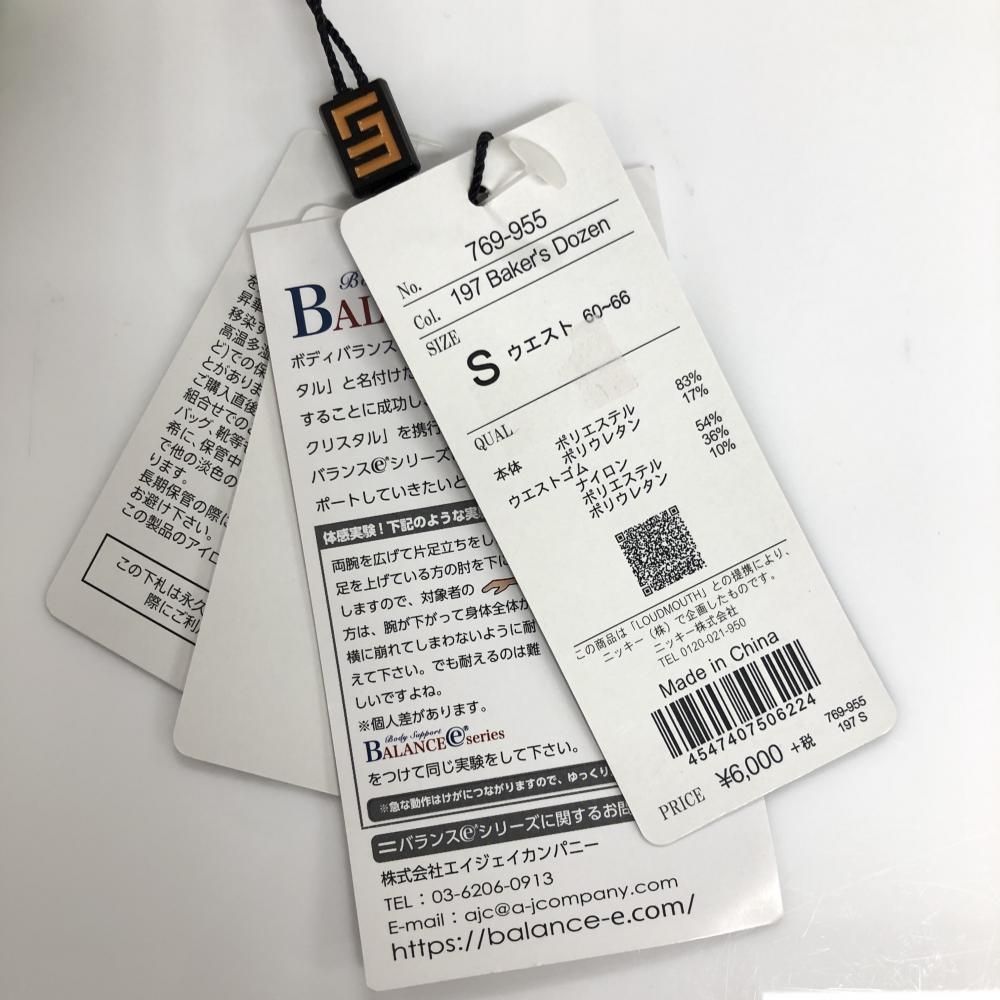 No. 769-955
Col. 197 Baker's Dozen
SIZE
S ウエスト 60~66
QUAL
本体 ポリエステル 83%
ポリウレタン 17%
ウエストゴム
ナイロン 54%
ポリエステル 36%
ポリウレタン 10%
この商品は「LOUDMOUTH」との提携により、
ニッキー(株)で企画したものです。
ニッキー株式会社
TEL 0120-021-950
Made in China
4547407506224
769-955
197 S
PRICE ¥6,000 +税
BAL
ボディバランス
タル」と名付けた
することに成功し
クリスタル」を携行
バランスe®シリーズ
ポートしていきたいと
体感実験!下記のような実
両腕を広げて片足立ちをし
足を上げている方の肘を下に
しますので、対象者の
方は、腕が下がって身体全体が
横に崩れてしまわないように耐
えて下さい。でも耐えるのは難
しいですよね。
※個人差があります。
Body Support
BALANCEe®series
をつけて同じ実験をして下さい。
※急な動作はけがにつながりますので、ゆっくり
バランスe®シリーズに関するお問
株式会社エイジェイカンパニー
TEL:03-6206-0913
E-mail:ajc@a-jcompany.com
https://balance-e.com/
を
昇華
移染す
高温多湿
ど)での保
とがありま
ご購入直後
組合せでのご
バッグ、靴等
希に、保管中
で他の淡色の
ります。
長期保管の際に
お避け下さい。
この製品のアイロ
この下札は永久
際にご利